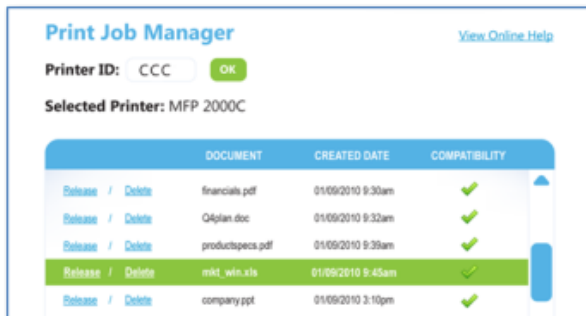 Print Job Manager View Online Help
Printer ID: CCC OK
Selected Printer: MFP 2000C
DOCUMENT CREATED DATE COMPATIBILITY
Release / Delete financials.pdf 01/09/2010 9:30am
Release / Delete Q4plan.doc 01/09/2010 9:32am
Release / Delete productspecs.pdf 01/09/2010 9:39am
Release / Delete mkt_win.xls 01/09/2010 9:45am
Release / Delete company.ppt 01/09/2010 3:10pm